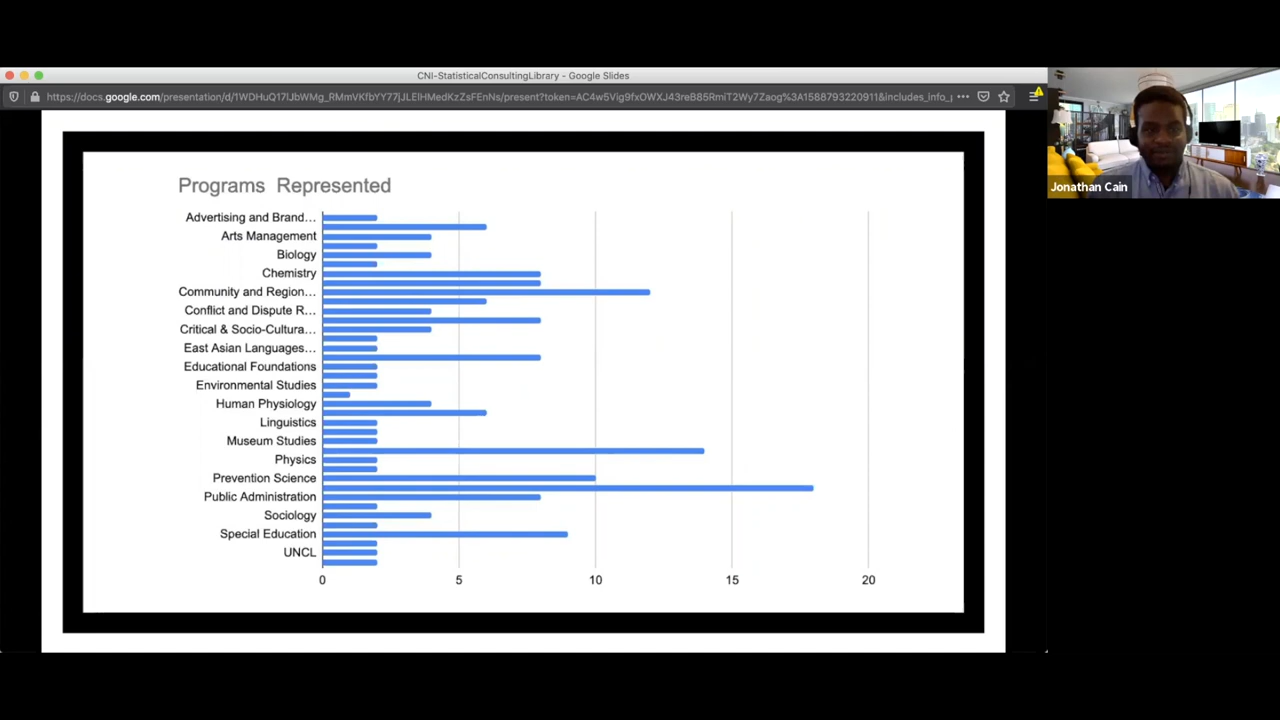 CNI-StatisticalConsultingLibrary - Google Slides
Jonathan Cain
Programs Represented
Advertising and Brand...
Arts Management
Biology
Chemistry
Community and Region...
Conflict and Dispute R...
Critical & Socio-Cultura...
East Asian Languages...
Educational Foundations
Environmental Studies
Human Physiology
Linguistics
Museum Studies
Physics
Prevention Science
Public Administration
Sociology
Special Education
UNCL
0 5 10 15 20